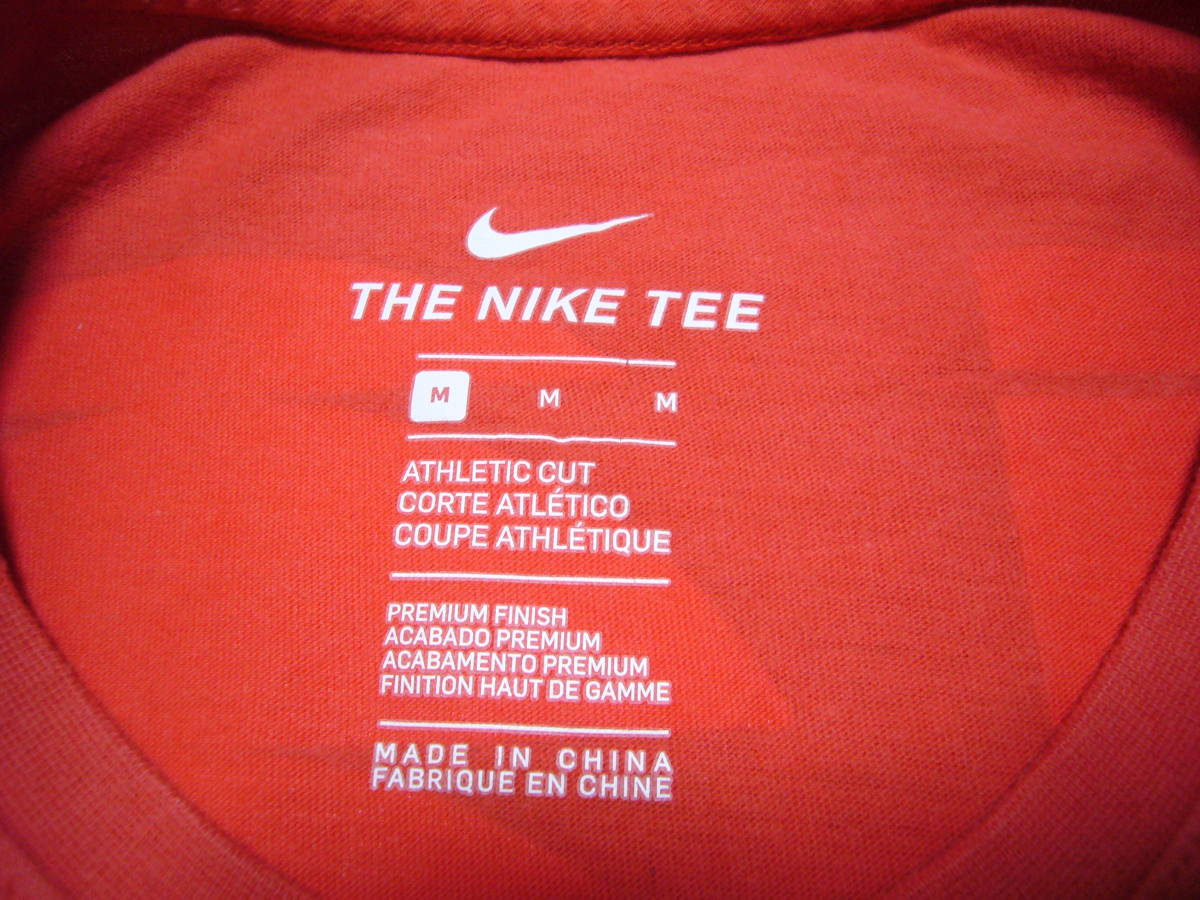 THE NIKE TEE
M M M
ATHLETIC CUT
CORTE ATLÉTICO
COUPE ATHLÉTIQUE
PREMIUM FINISH
ACABADO PREMIUM
ACABAMENTO PREMIUM
FINITION HAUT DE GAMME
MADE IN CHINA
FABRIQUE EN CHINE